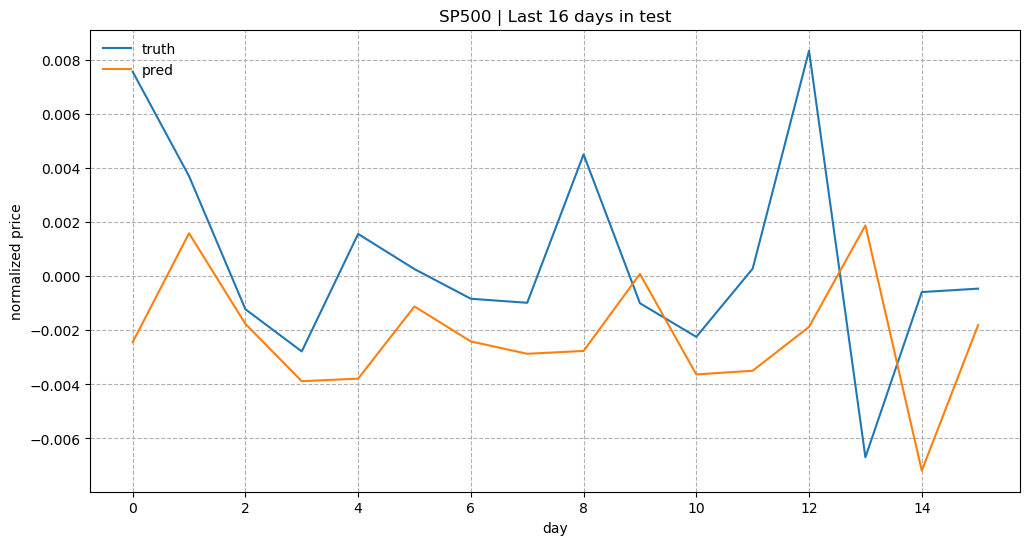 SP500 | Last 16 days in test
truth
pred
0.008
0.006
0.004
0.002
0.000
−0.002
−0.004
−0.006
normalized price
0 2 4 6 8 10 12 14
day